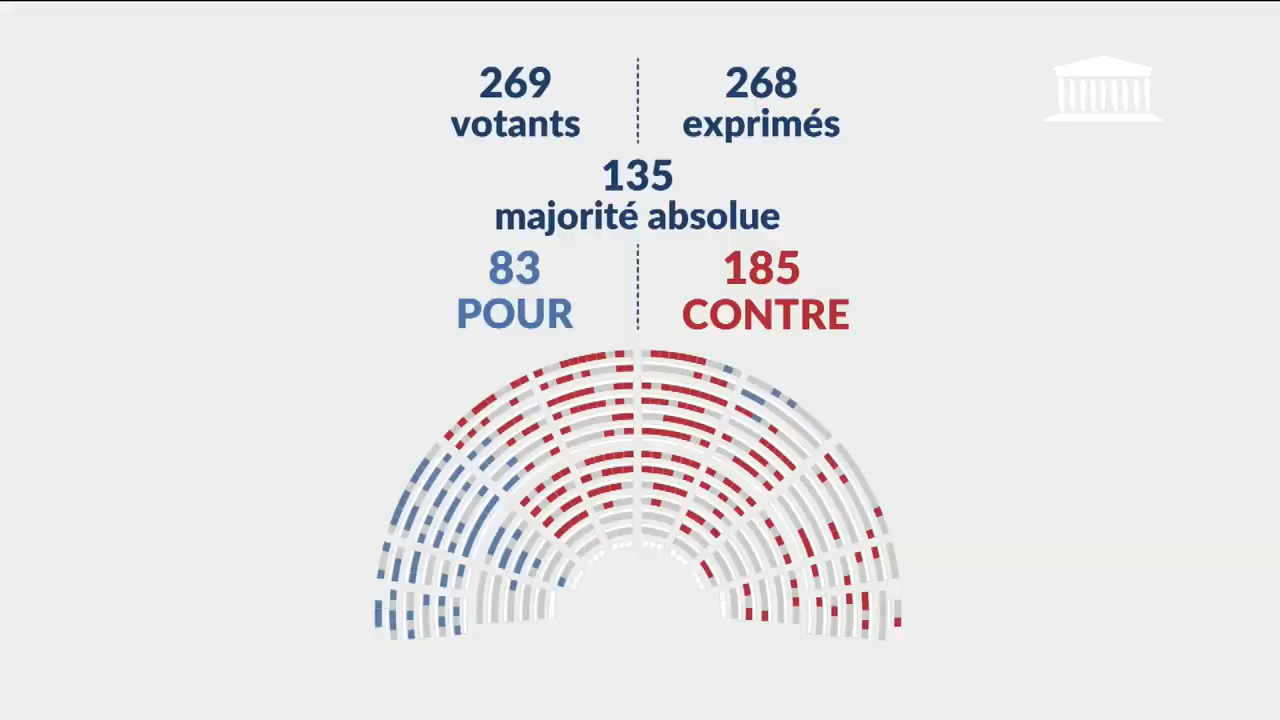 269
268
votants
exprimés
135
majorité absolue
83
185
POUR
CONTRE